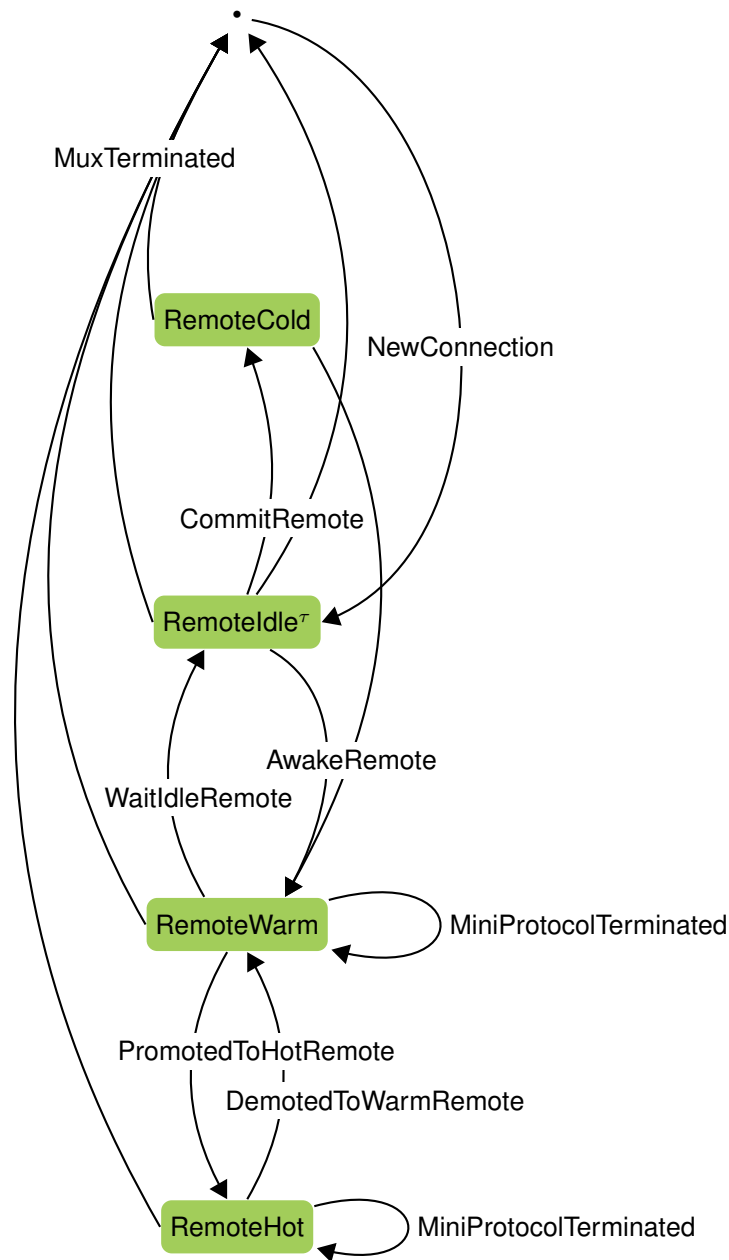 MuxTerminated
RemoteCold
NewConnection
CommitRemote
RemoteIdleτ
AwakeRemote
WaitIdleRemote
RemoteWarm
MiniProtocolTerminated
PromotedToHotRemote
DemotedToWarmRemote
RemoteHot
MiniProtocolTerminated